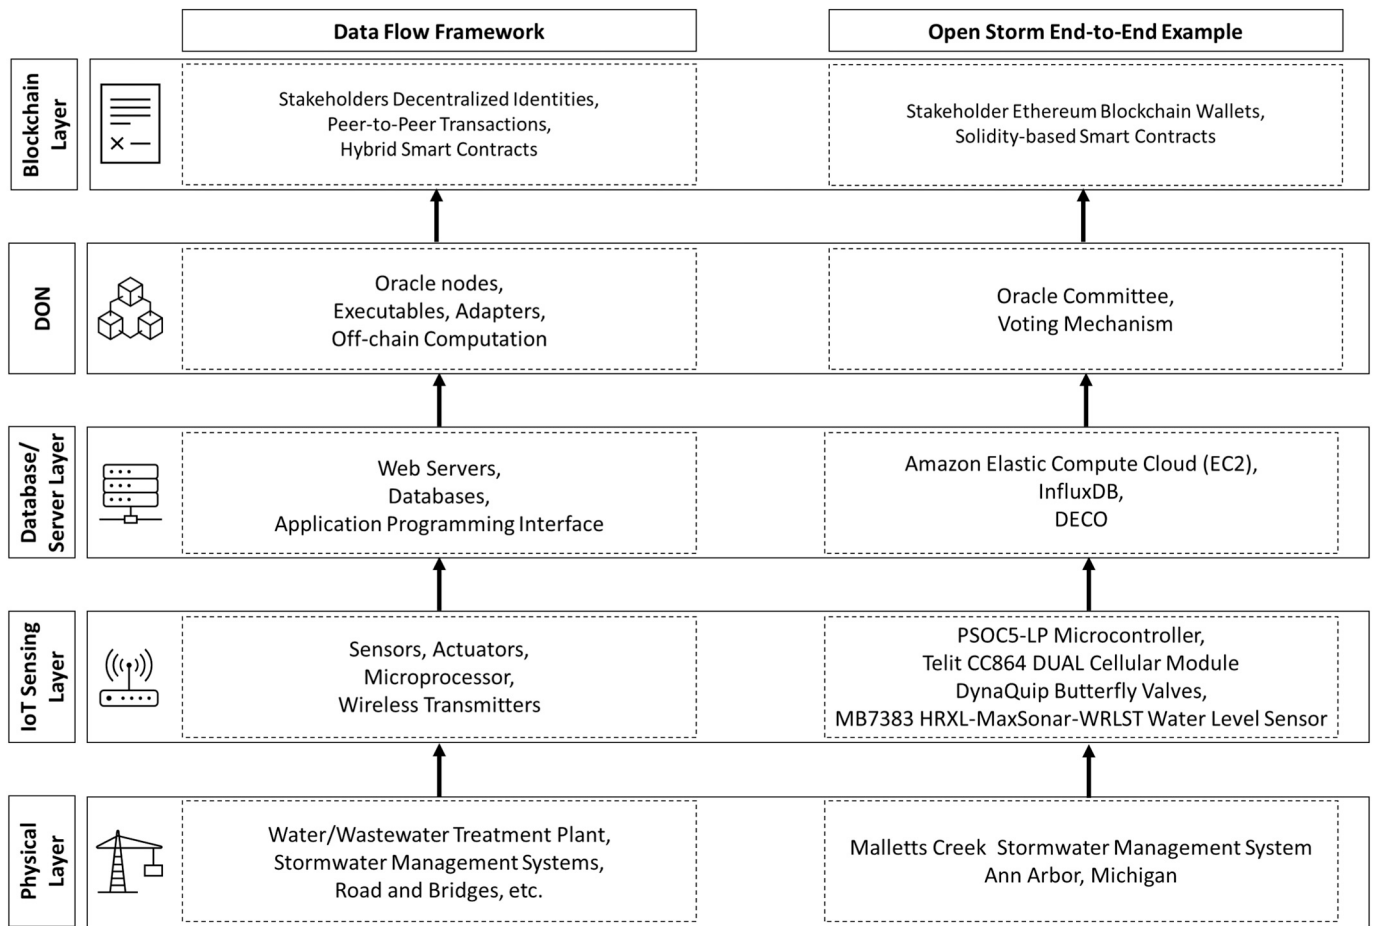 Data Flow Framework
Open Storm End-to-End Example
Blockchain
Layer
Stakeholders Decentralized Identities,
Peer-to-Peer Transactions,
Hybrid Smart Contracts
Stakeholder Ethereum Blockchain Wallets,
Solidity-based Smart Contracts
DON
Oracle nodes,
Executables, Adapters,
Off-chain Computation
Oracle Committee,
Voting Mechanism
Database/
Server Layer
Web Servers,
Databases,
Application Programming Interface
Amazon Elastic Compute Cloud (EC2),
InfluxDB,
DECO
IoT Sensing
Layer
Sensors, Actuators,
Microprocessor,
Wireless Transmitters
PSOC5-LP Microcontroller,
Telit CC864 DUAL Cellular Module
DynaQuip Butterfly Valves,
MB7383 HRXL-MaxSonar-WRLST Water Level Sensor
Physical
Layer
Water/Wastewater Treatment Plant,
Stormwater Management Systems,
Road and Bridges, etc.
Malletts Creek  Stormwater Management System
Ann Arbor, Michigan